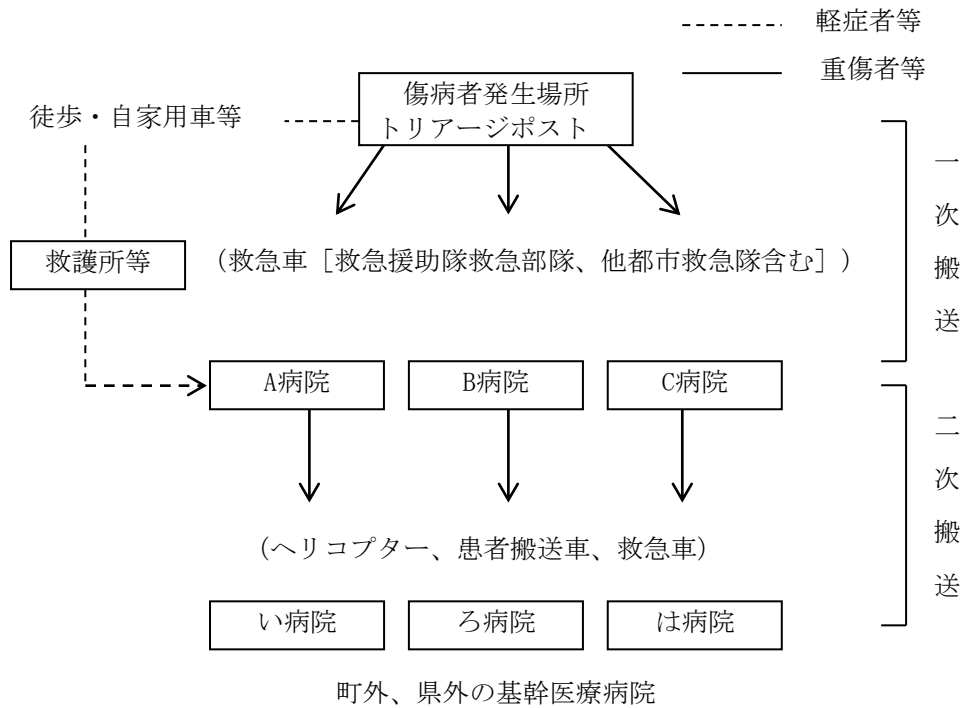 軽症者等
重傷者等
傷病者発生場所
トリアージポスト
徒歩・自家用車等
一次搬送
救護所等
(救急車［救急援助隊救急部隊、他都市救急隊含む］)
A病院
B病院
C病院
二次搬送
(ヘリコプター、患者搬送車、救急車)
い病院
ろ病院
は病院
町外、県外の基幹医療病院